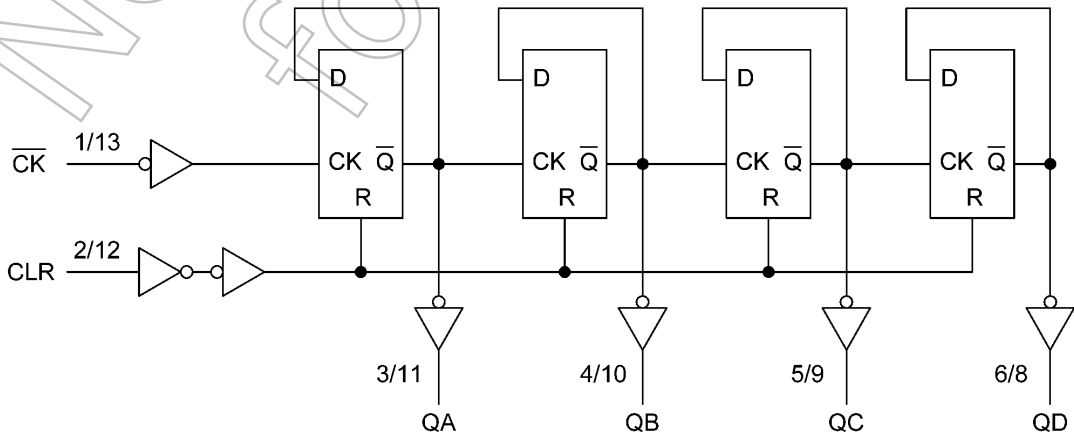 D D D D
C̅K̅ 1/13 CK Q̅ CK Q̅ CK Q̅ CK Q̅
R R R R
CLR 2/12
3/11 4/10 5/9 6/8
QA QB QC QD